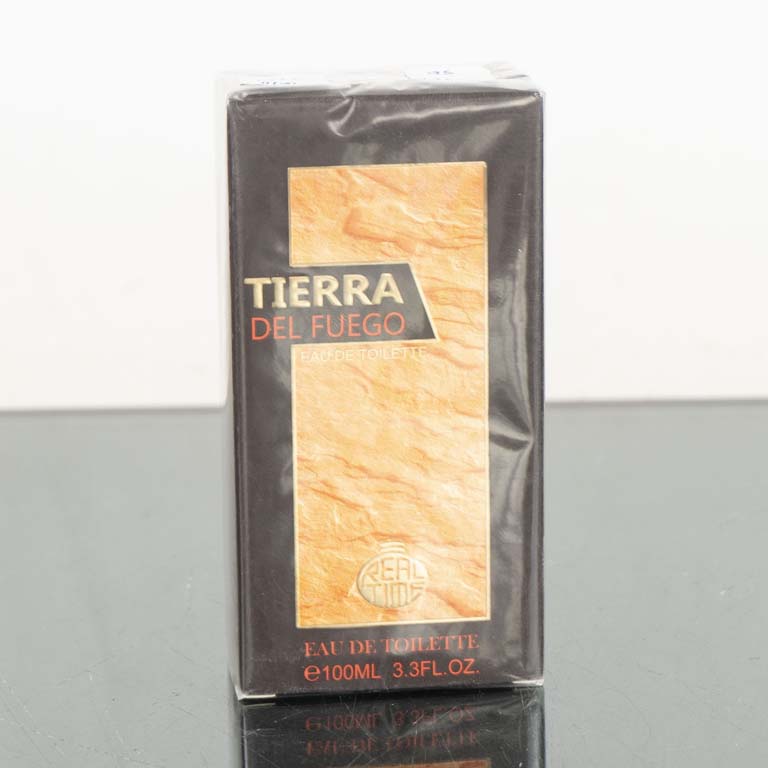 TIERRA
DEL FUEGO
EAU DE TOILETTE
REAL
TIME
EAU DE TOILETTE
℮100ML 3.3FL.OZ.